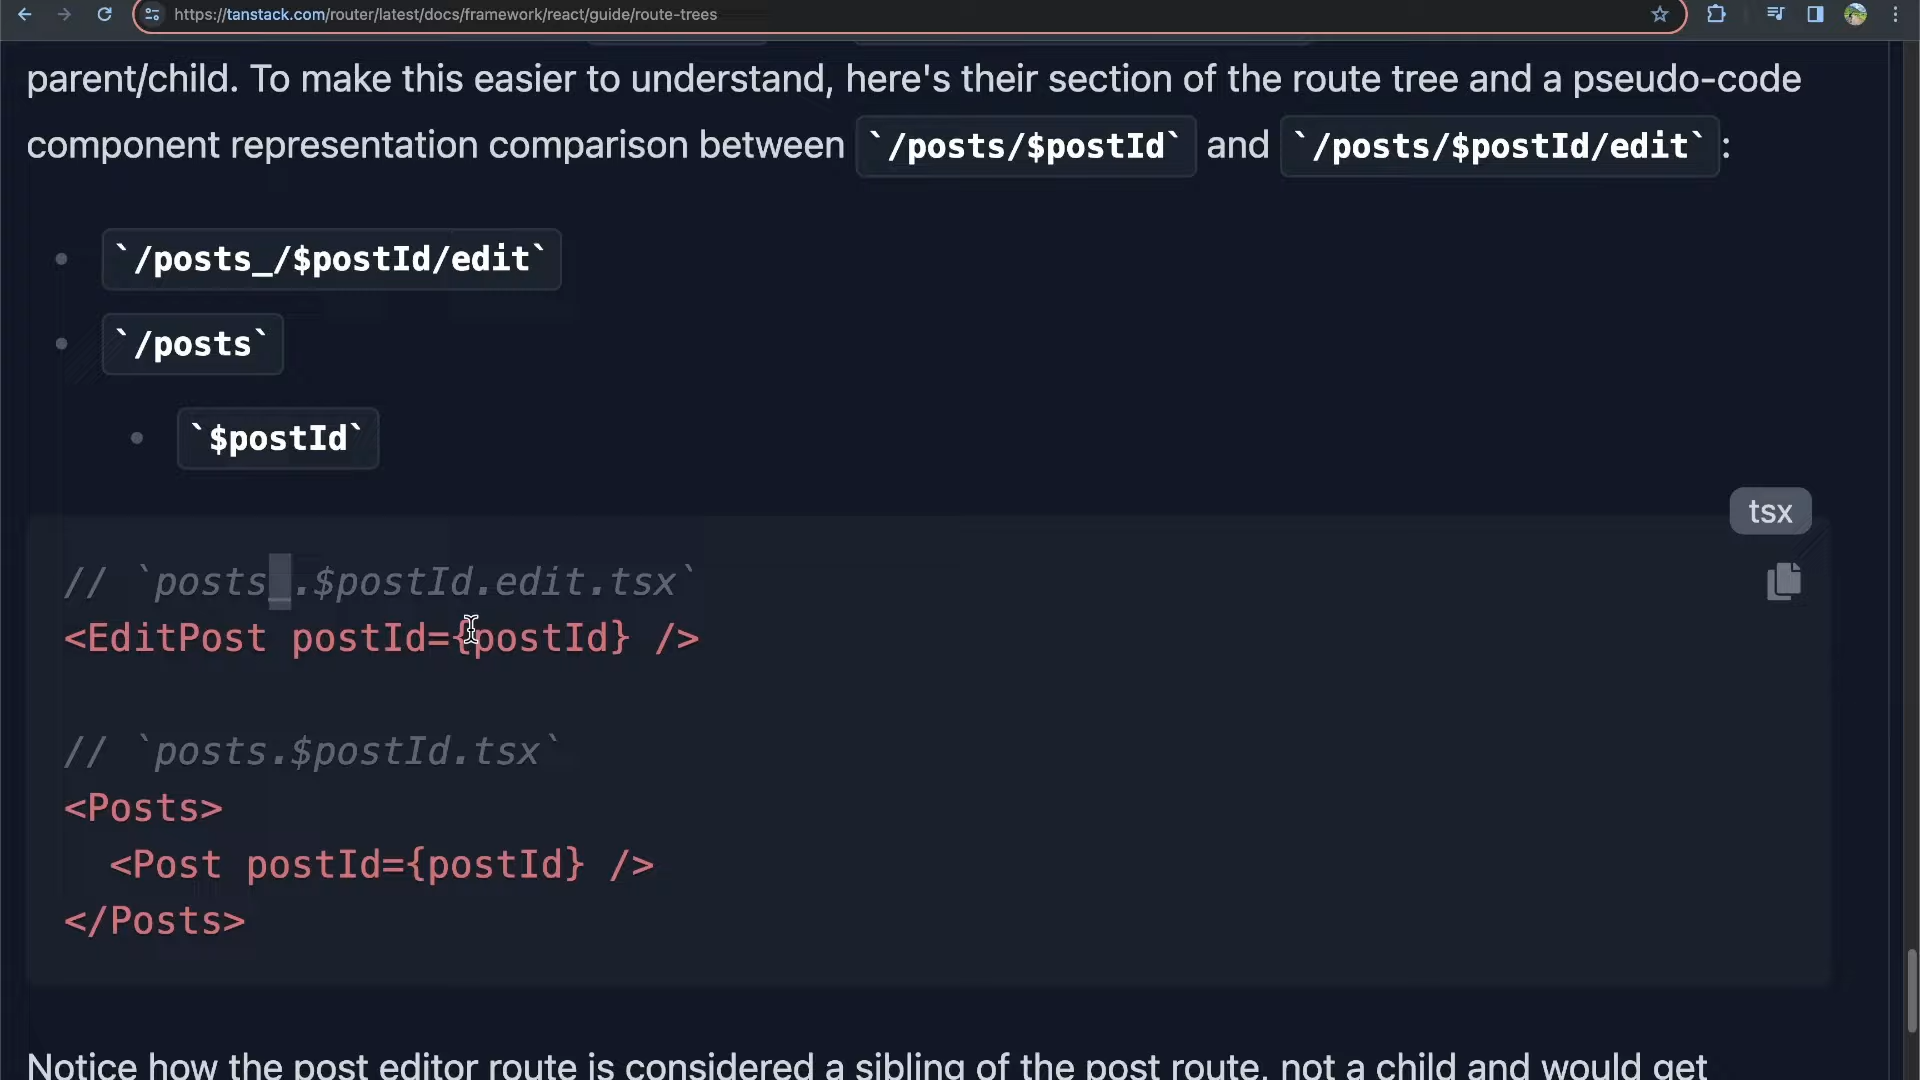 https://tanstack.com/router/latest/docs/framework/react/guide/route-trees
parent/child. To make this easier to understand, here's their section of the route tree and a pseudo-code
component representation comparison between `/posts/$postId` and `/posts/$postId/edit`:
`/posts_/$postId/edit`
`/posts`
`$postId`
tsx
// `posts_.$postId.edit.tsx`
<EditPost postId={postId} />
// `posts.$postId.tsx`
<Posts>
<Post postId={postId} />
</Posts>
Notice how the post editor route is considered a sibling of the post route, not a child and would get